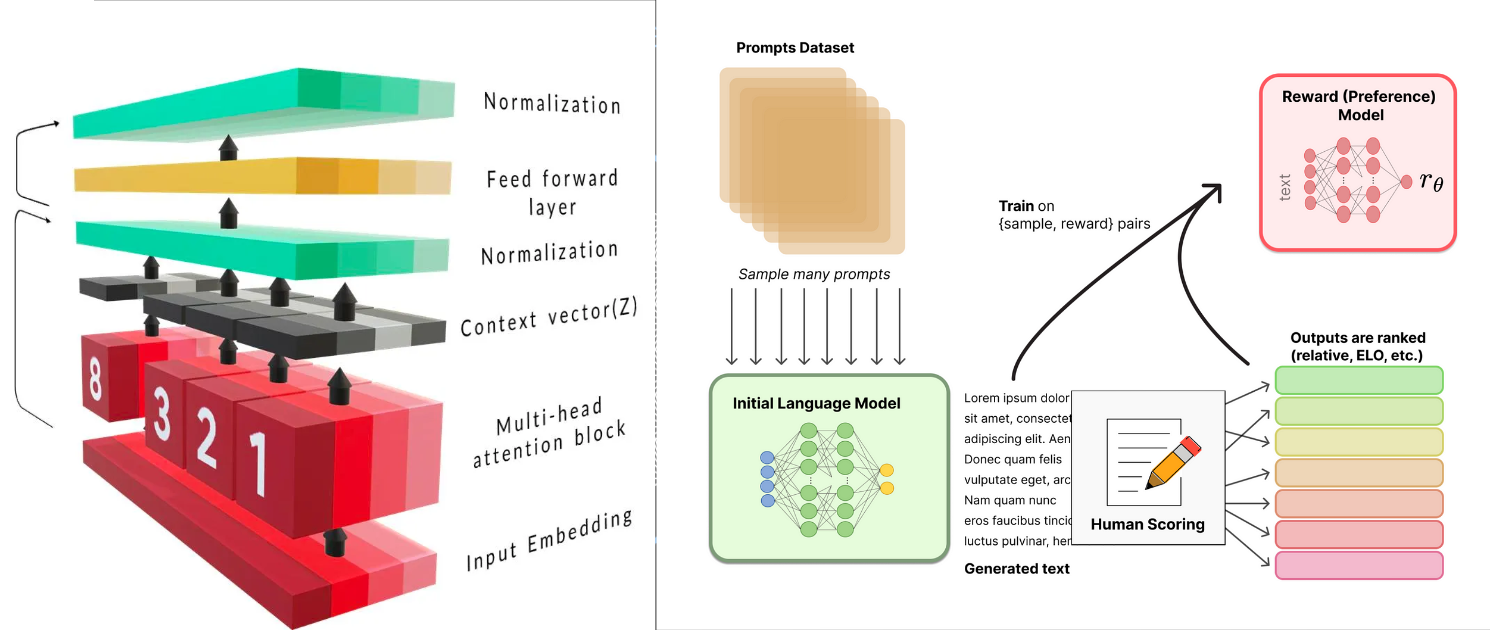 Normalization
Feed forward
layer
Normalization
Context vector(Z)
8
3
2
1
Multi-head
attention block
Input Embedding
Prompts Dataset
Sample many prompts
Initial Language Model
Train on
{sample, reward} pairs
Reward (Preference)
Model
text
rθ
Lorem ipsum dolor
sit amet, consectet
adipiscing elit. Aen
Donec quam felis
vulputate eget, arc
Nam quam nunc
eros faucibus tincid
luctus pulvinar, her
Generated text
Human Scoring
Outputs are ranked
(relative, ELO, etc.)